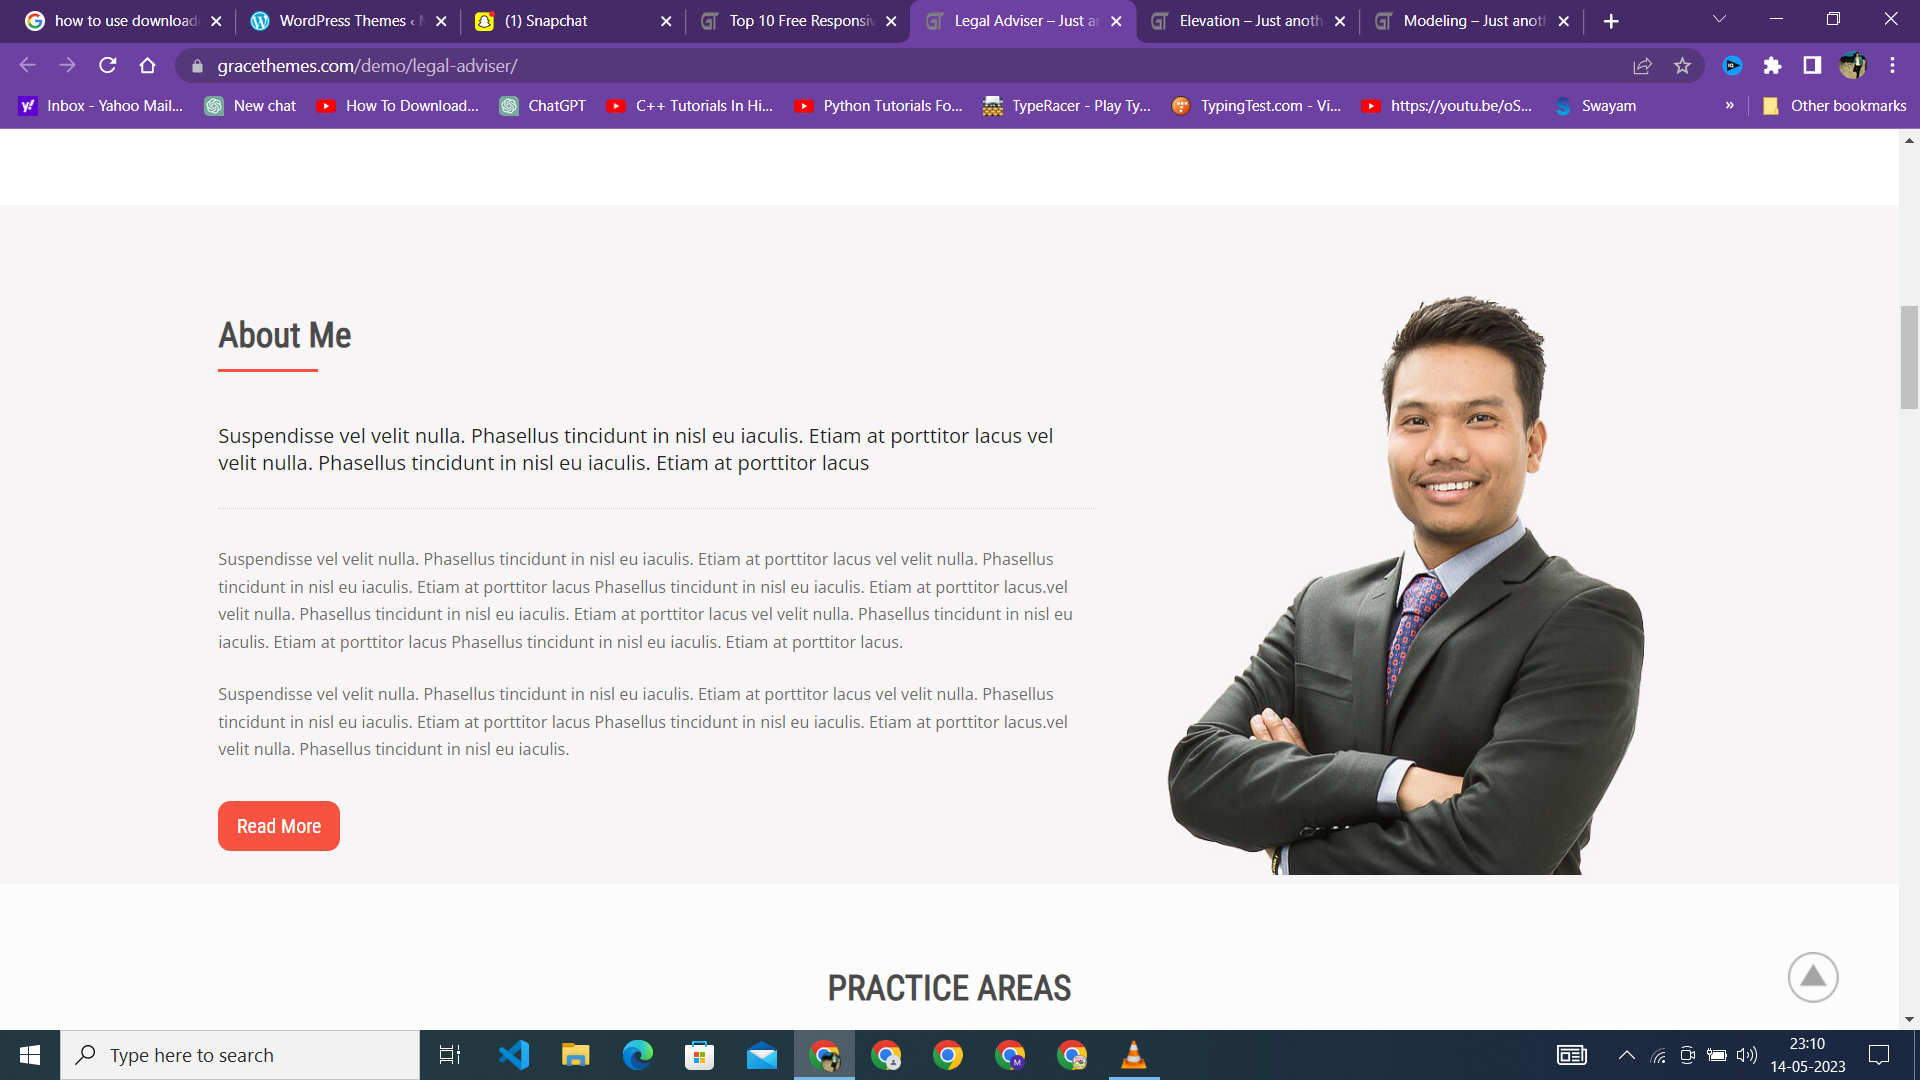 how to use download
WordPress Themes ‹
(1) Snapchat
Top 10 Free Responsiv
Legal Adviser – Just an
Elevation – Just anoth
Modeling – Just anoth
gracethemes.com/demo/legal-adviser/
Inbox - Yahoo Mail...
New chat
How To Download...
ChatGPT
C++ Tutorials In Hi...
Python Tutorials Fo...
TypeRacer - Play Ty...
TypingTest.com - Vi...
https://youtu.be/oS...
Swayam
»
Other bookmarks
About Me
Suspendisse vel velit nulla. Phasellus tincidunt in nisl eu iaculis. Etiam at porttitor lacus vel
velit nulla. Phasellus tincidunt in nisl eu iaculis. Etiam at porttitor lacus
Suspendisse vel velit nulla. Phasellus tincidunt in nisl eu iaculis. Etiam at porttitor lacus vel velit nulla. Phasellus
tincidunt in nisl eu iaculis. Etiam at porttitor lacus Phasellus tincidunt in nisl eu iaculis. Etiam at porttitor lacus.vel
velit nulla. Phasellus tincidunt in nisl eu iaculis. Etiam at porttitor lacus vel velit nulla. Phasellus tincidunt in nisl eu
iaculis. Etiam at porttitor lacus Phasellus tincidunt in nisl eu iaculis. Etiam at porttitor lacus.
Suspendisse vel velit nulla. Phasellus tincidunt in nisl eu iaculis. Etiam at porttitor lacus vel velit nulla. Phasellus
tincidunt in nisl eu iaculis. Etiam at porttitor lacus Phasellus tincidunt in nisl eu iaculis. Etiam at porttitor lacus.vel
velit nulla. Phasellus tincidunt in nisl eu iaculis.
Read More
PRACTICE AREAS
Type here to search
23:10
14-05-2023